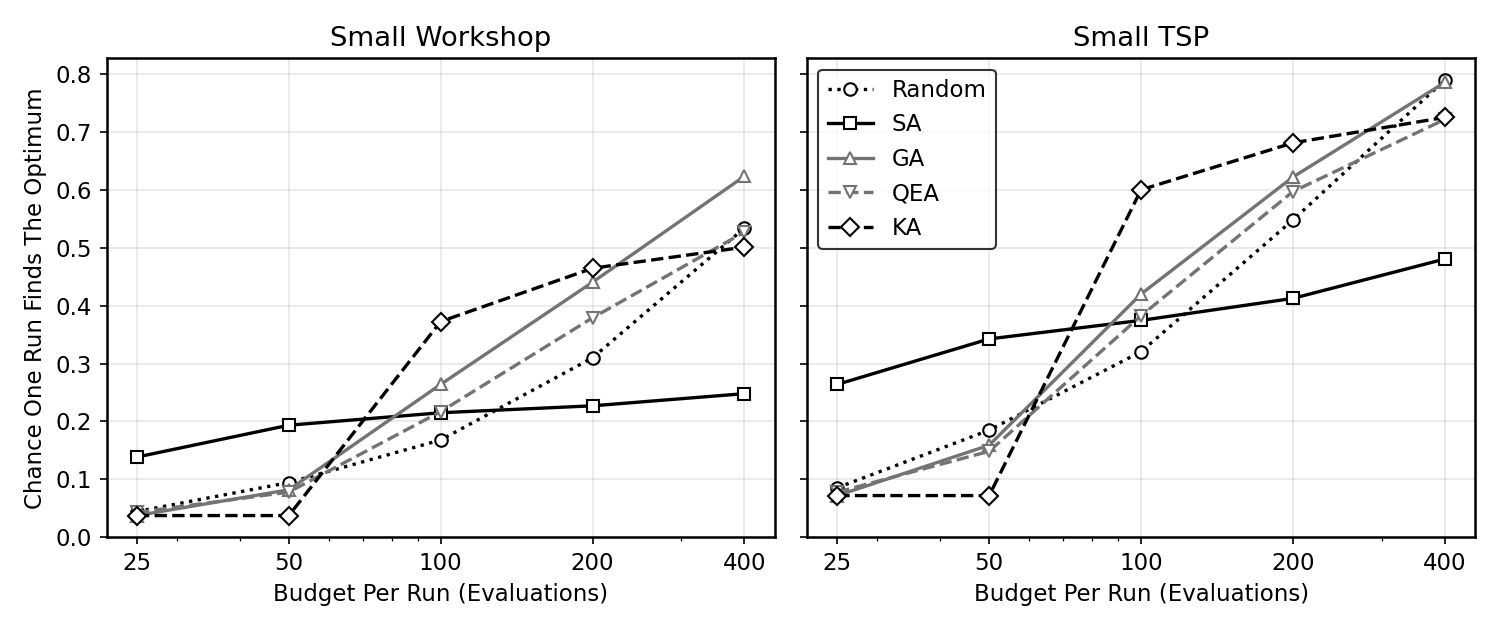 Small Workshop
Small TSP
Chance One Run Finds The Optimum
0.8
0.7
0.6
0.5
0.4
0.3
0.2
0.1
0.0
Random
SA
GA
QEA
KA
25 50 100 200 400
25 50 100 200 400
Budget Per Run (Evaluations)
Budget Per Run (Evaluations)